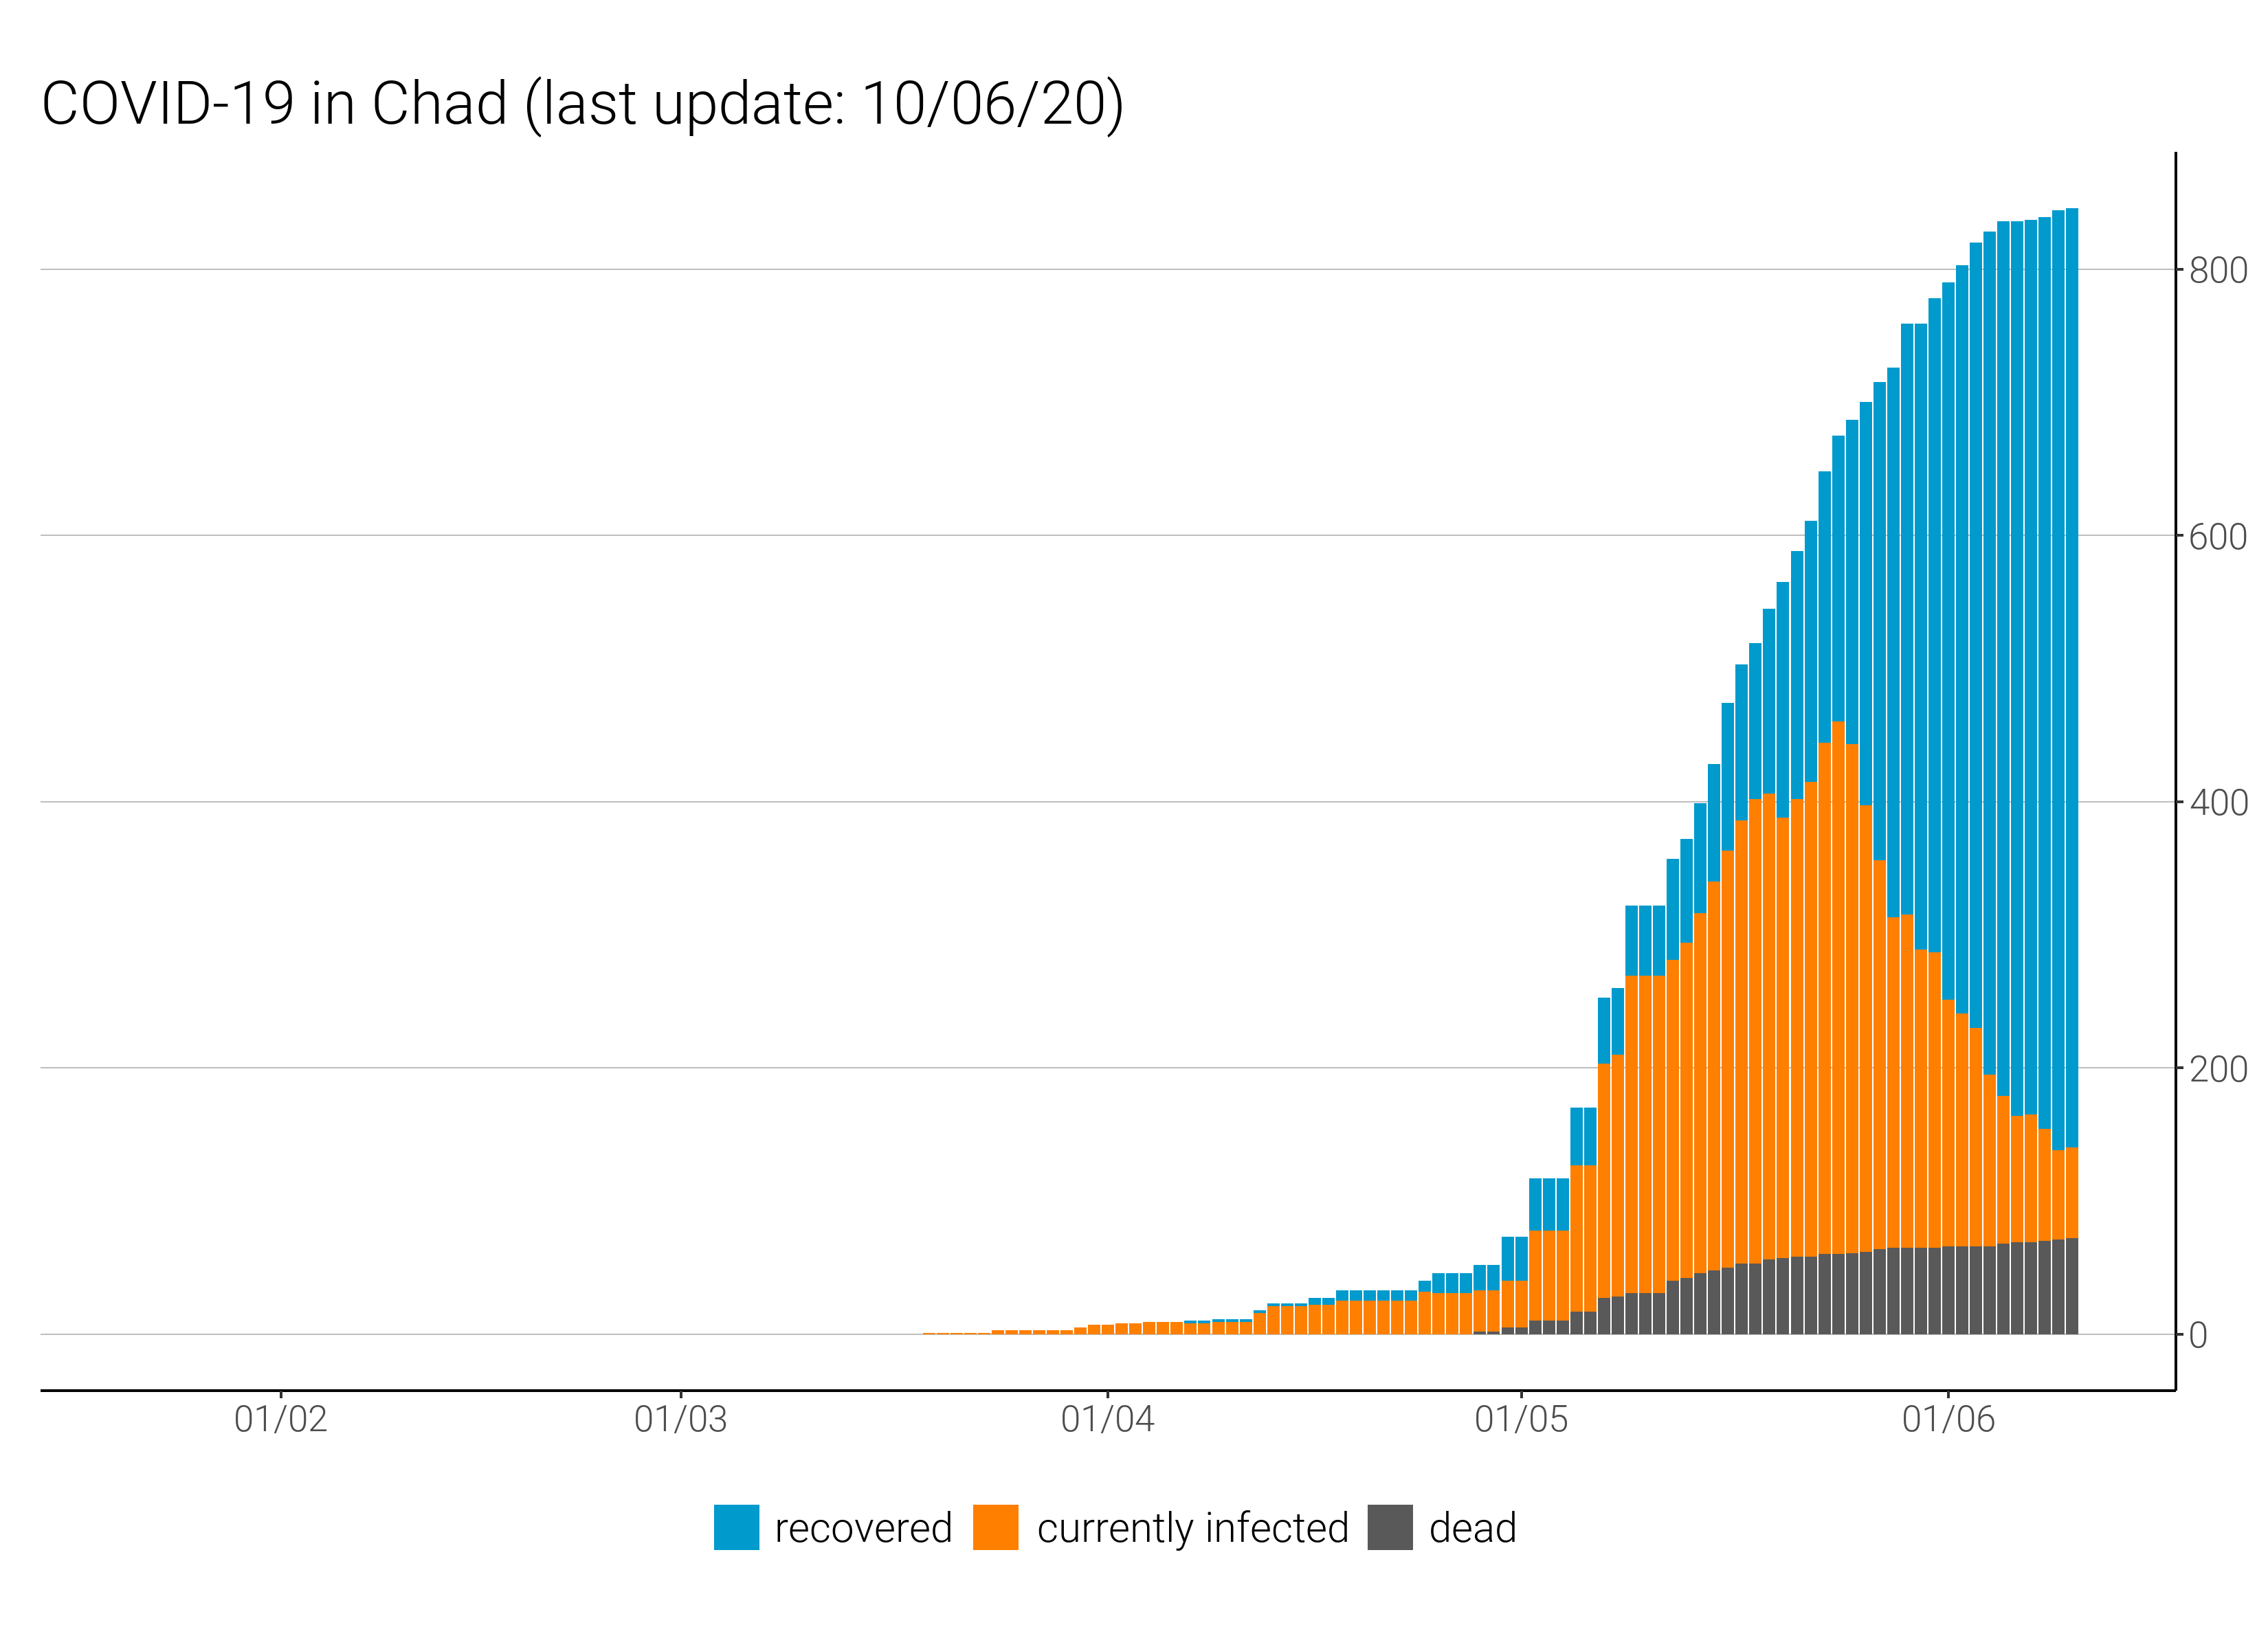 COVID-19 in Chad (last update: 10/06/20)
800
600
400
200
0
01/02 01/03 01/04 01/05 01/06
recovered currently infected dead